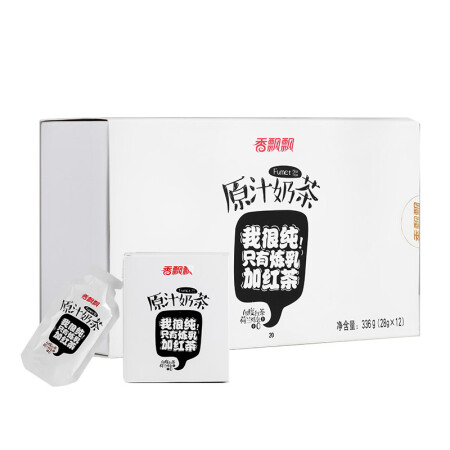 香飘飘
Fumer
原汁奶茶
我很纯!
只有炼乳
加红茶
净含量: 336g (28g×12)
20
香飘飘
原汁奶茶
我很纯!
只有炼乳
加红茶
香飘飘
原汁奶茶
我很纯!
只有炼乳
加红茶